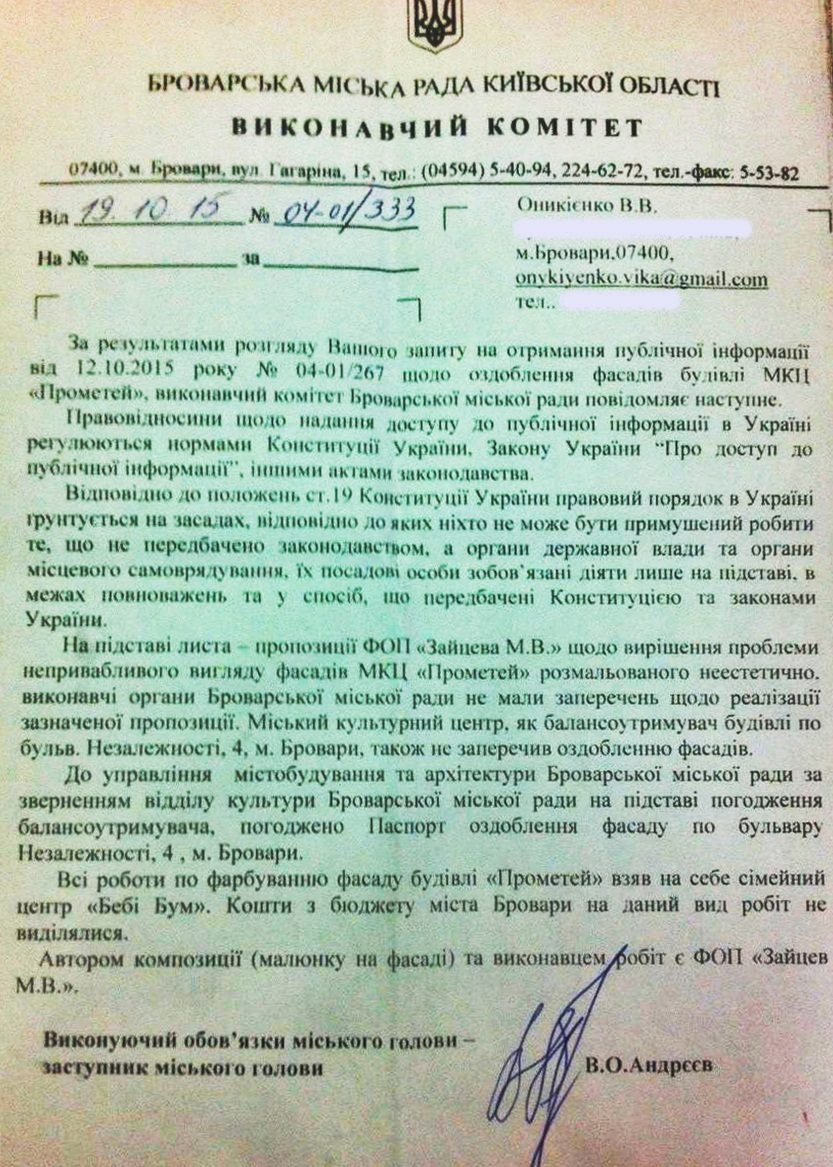 БРОВАРСЬКА МІСЬКА РАДА КИЇВСЬКОЇ ОБЛАСТІ
ВИКОНАВЧИЙ КОМІТЕТ
07400, м. Бровари, вул. Гагаріна, 15, тел.: (04594) 5-40-94, 224-62-72, тел.-факс: 5-53-82
Від 19. 10. 15 № 04-01/333
Оникієнко В.В.
На № за
м.Бровари,07400,
onykiyenko.vika@gmail.com
тел..
За результатами розгляду Вашого запиту на отримання публічної інформації
від 12.10.2015 року № 04-01/267 щодо оздоблення фасадів будівлі МКЦ
«Прометей», виконавчий комітет Броварської міської ради повідомляє наступне.
Правовідносини щодо надання доступу до публічної інформації в Україні
регулюються нормами Конституції України, Закону України “Про доступ до
публічної інформації”, іншими актами законодавства.
Відповідно до положень ст.19 Конституції України правовий порядок в Україні
ґрунтується на засадах, відповідно до яких ніхто не може бути примушений робити
те, що не передбачено законодавством, а органи державної влади та органи
місцевого самоврядування, їх посадові особи зобов'язані діяти лише на підставі, в
межах повноважень та у спосіб, що передбачені Конституцією та законами
України.
На підставі листа – пропозиції ФОП «Зайцева М.В.» щодо вирішення проблеми
непривабливого вигляду фасадів МКЦ «Прометей» розмальованого неестетично,
виконавчі органи Броварської міської ради не мали заперечень щодо реалізації
зазначеної пропозиції. Міський культурний центр, як балансоутримувач будівлі по
бульв. Незалежності, 4, м. Бровари, також не заперечив оздобленню фасадів.
До управління містобудування та архітектури Броварської міської ради за
зверненням відділу культури Броварської міської ради на підставі погодження
балансоутримувача, погоджено Паспорт оздоблення фасаду по бульвару
Незалежності, 4 , м. Бровари.
Всі роботи по фарбуванню фасаду будівлі «Прометей» взяв на себе сімейний
центр «Бебі Бум». Кошти з бюджету міста Бровари на даний вид робіт не
виділялися.
Автором композиції (малюнку на фасаді) та виконавцем робіт є ФОП «Зайцев
М.В.».
Виконуючий обов'язки міського голови –
заступник міського голови
В.О.Андрєєв